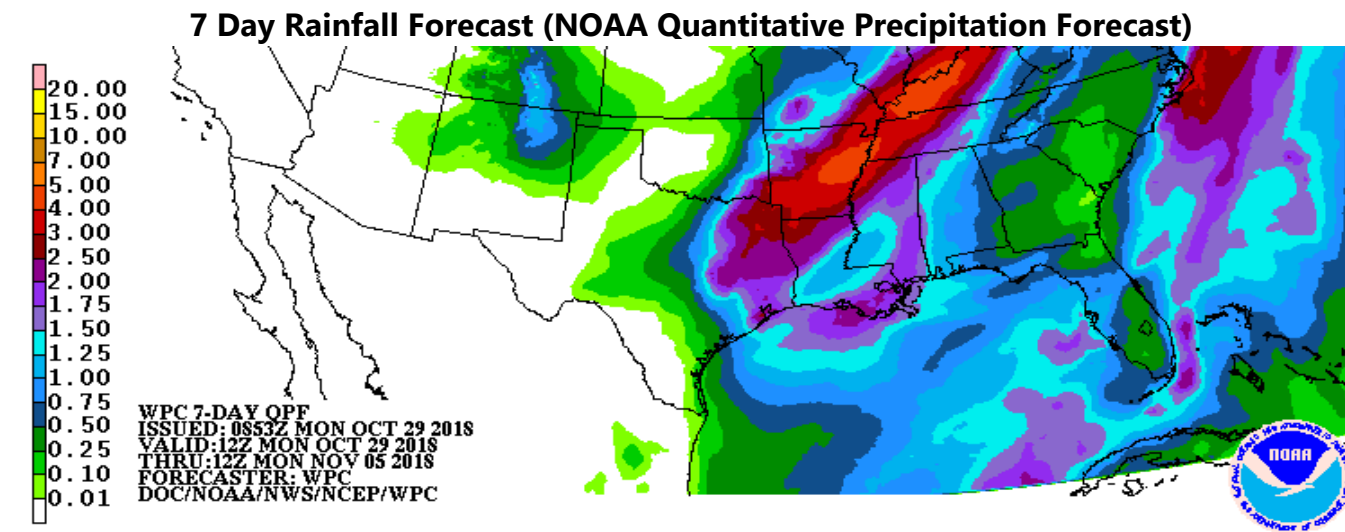 7 Day Rainfall Forecast (NOAA Quantitative Precipitation Forecast)
20.00
15.00
10.00
7.00
5.00
4.00
3.00
2.50
2.00
1.75
1.50
1.25
1.00
0.75
0.50
0.25
0.10
0.01
WPC 7-DAY QPF
ISSUED: 0853Z MON OCT 29 2018
VALID:12Z MON OCT 29 2018
THRU:12Z MON NOV 05 2018
FORECASTER: WPC
DOC/NOAA/NWS/NCEP/WPC
NOAA